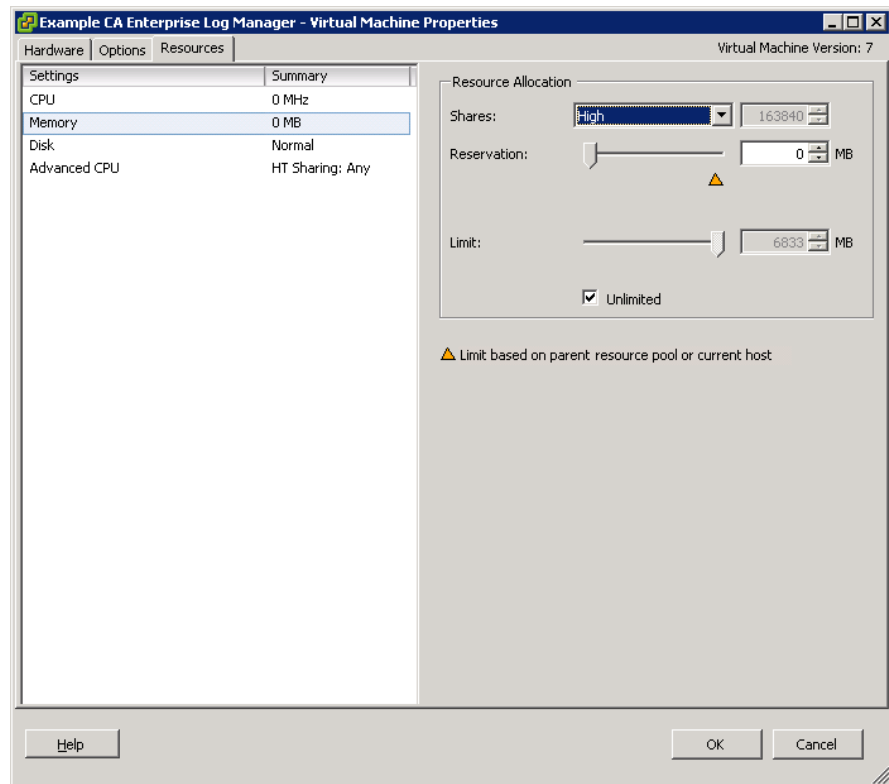 Example CA Enterprise Log Manager - Virtual Machine Properties
Hardware Options Resources Virtual Machine Version: 7
Settings Summary
CPU 0 MHz
Memory 0 MB
Disk Normal
Advanced CPU HT Sharing: Any
Resource Allocation
Shares: High 163840
Reservation: 0 MB
Limit: 6833 MB
Unlimited
Limit based on parent resource pool or current host
Help OK Cancel